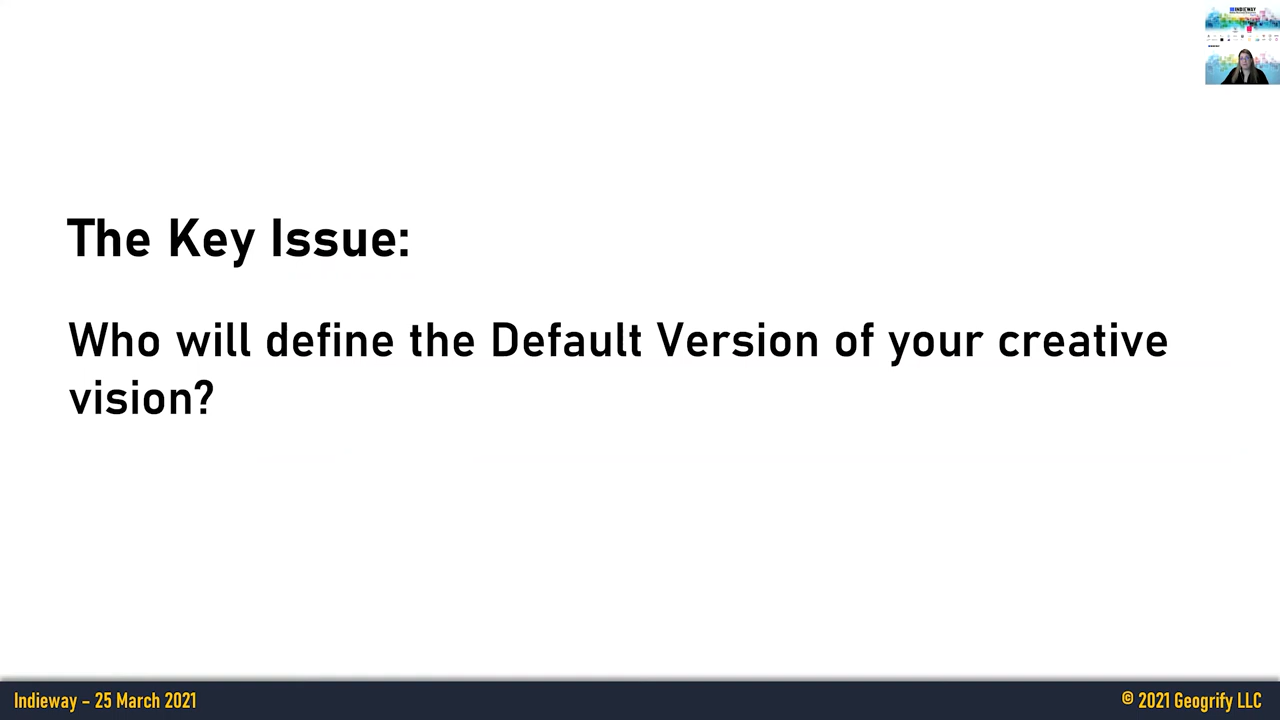 INDIEWAY
The Key Issue:
Who will define the Default Version of your creative
vision?
Indieway – 25 March 2021
© 2021 Geogrify LLC